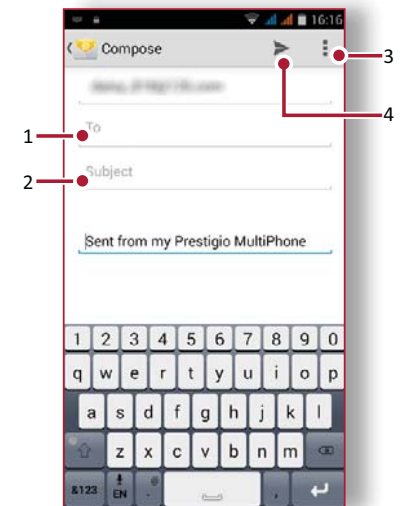 16:16
Compose
3
4
To
1
Subject
2
Sent from my Prestigio MultiPhone
1 2 3 4 5 6 7 8 9 0
q w e r t y u i o p
a s d f g h j k l
z x c v b n m
&123 EN . @ ,